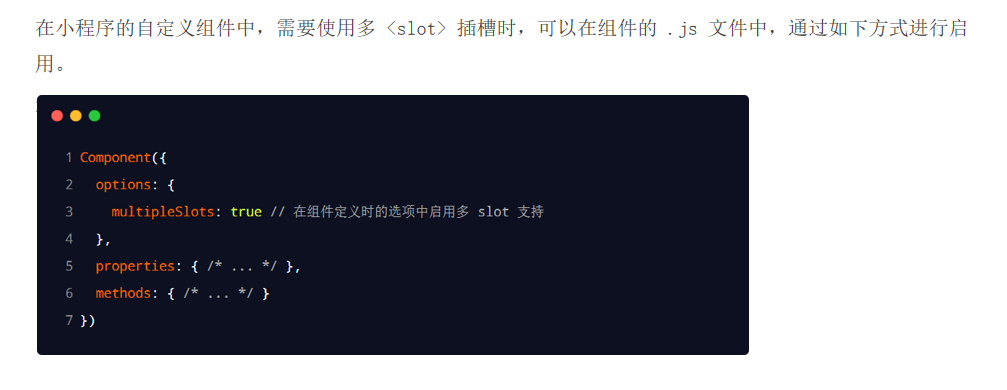 在小程序的自定义组件中，需要使用多 <slot> 插槽时，可以在组件的 .js 文件中，通过如下方式进行启
用。
1 Component({
2   options: {
3     multipleSlots: true // 在组件定义时的选项中启用多 slot 支持
4   },
5   properties: { /* ... */ },
6   methods: { /* ... */ }
7 })